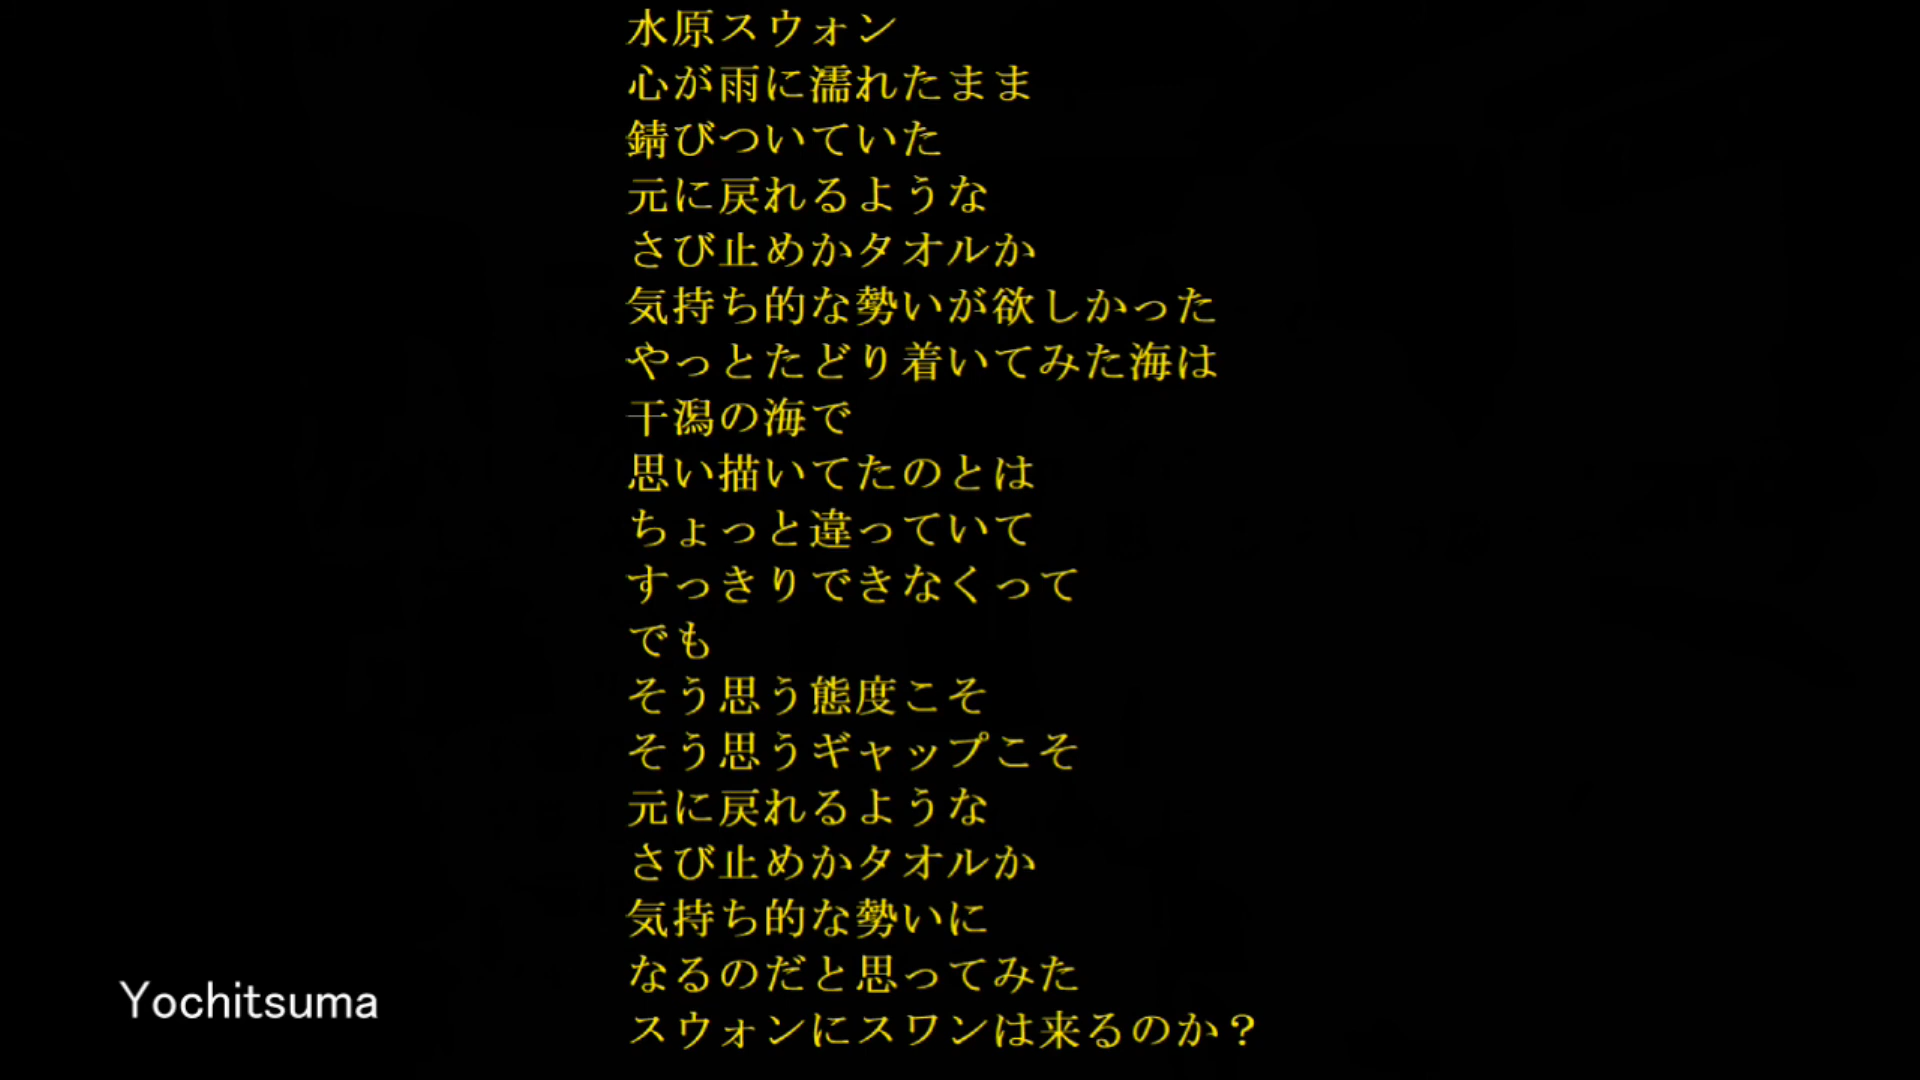 水原スウォン
心が雨に濡れたまま
錆びついていた
元に戻れるような
さび止めかタオルか
気持ち的な勢いが欲しかった
やっとたどり着いてみた海は
干潟の海で
思い描いてたのとは
ちょっと違っていて
すっきりできなくって
でも
そう思う態度こそ
そう思うギャップこそ
元に戻れるような
さび止めかタオルか
気持ち的な勢いに
なるのだと思ってみた
スウォンにスワンは来るのか？
Yochitsuma